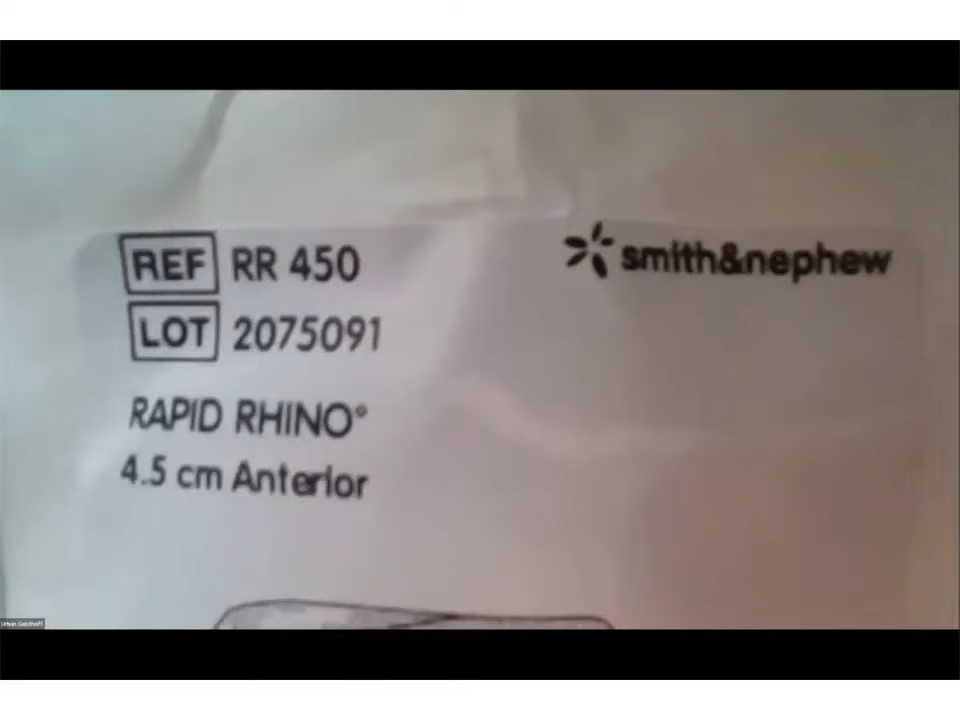 REF RR 450
smith&nephew
LOT 2075091
RAPID RHINO®
4.5 cm Anterior